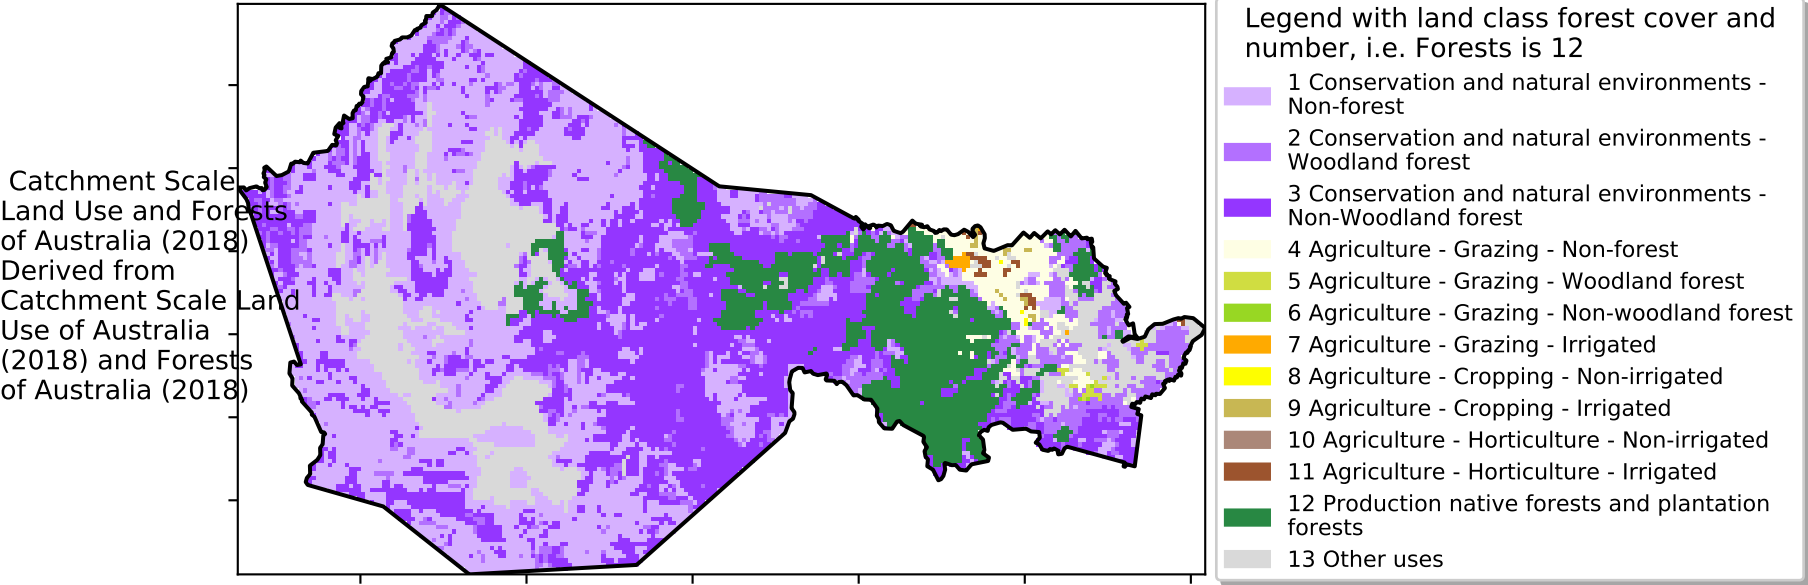 Catchment Scale
Land Use and Forests
of Australia (2018)
Derived from
Catchment Scale Land
Use of Australia
(2018) and Forests
of Australia (2018)
Legend with land class forest cover and
number, i.e. Forests is 12
1 Conservation and natural environments -
Non-forest
2 Conservation and natural environments -
Woodland forest
3 Conservation and natural environments -
Non-Woodland forest
4 Agriculture - Grazing - Non-forest
5 Agriculture - Grazing - Woodland forest
6 Agriculture - Grazing - Non-woodland forest
7 Agriculture - Grazing - Irrigated
8 Agriculture - Cropping - Non-irrigated
9 Agriculture - Cropping - Irrigated
10 Agriculture - Horticulture - Non-irrigated
11 Agriculture - Horticulture - Irrigated
12 Production native forests and plantation
forests
13 Other uses